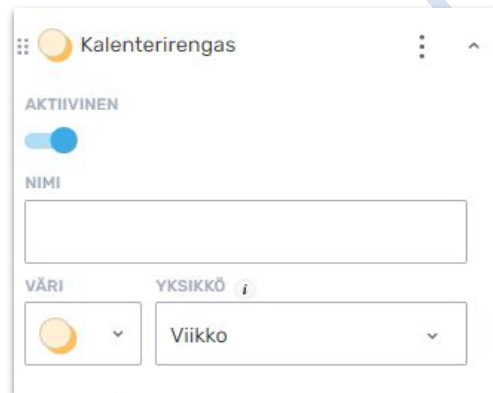 Kalenterirengas
AKTIIVINEN
NIMI
VÄRI YKSIKKÖ i
Viikko